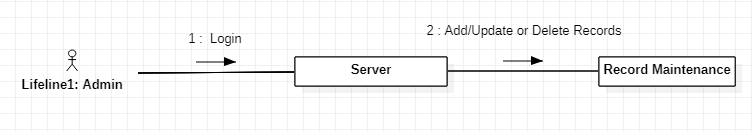 1 : Login
2 : Add/Update or Delete Records
Lifeline1: Admin
Server
Record Maintenance